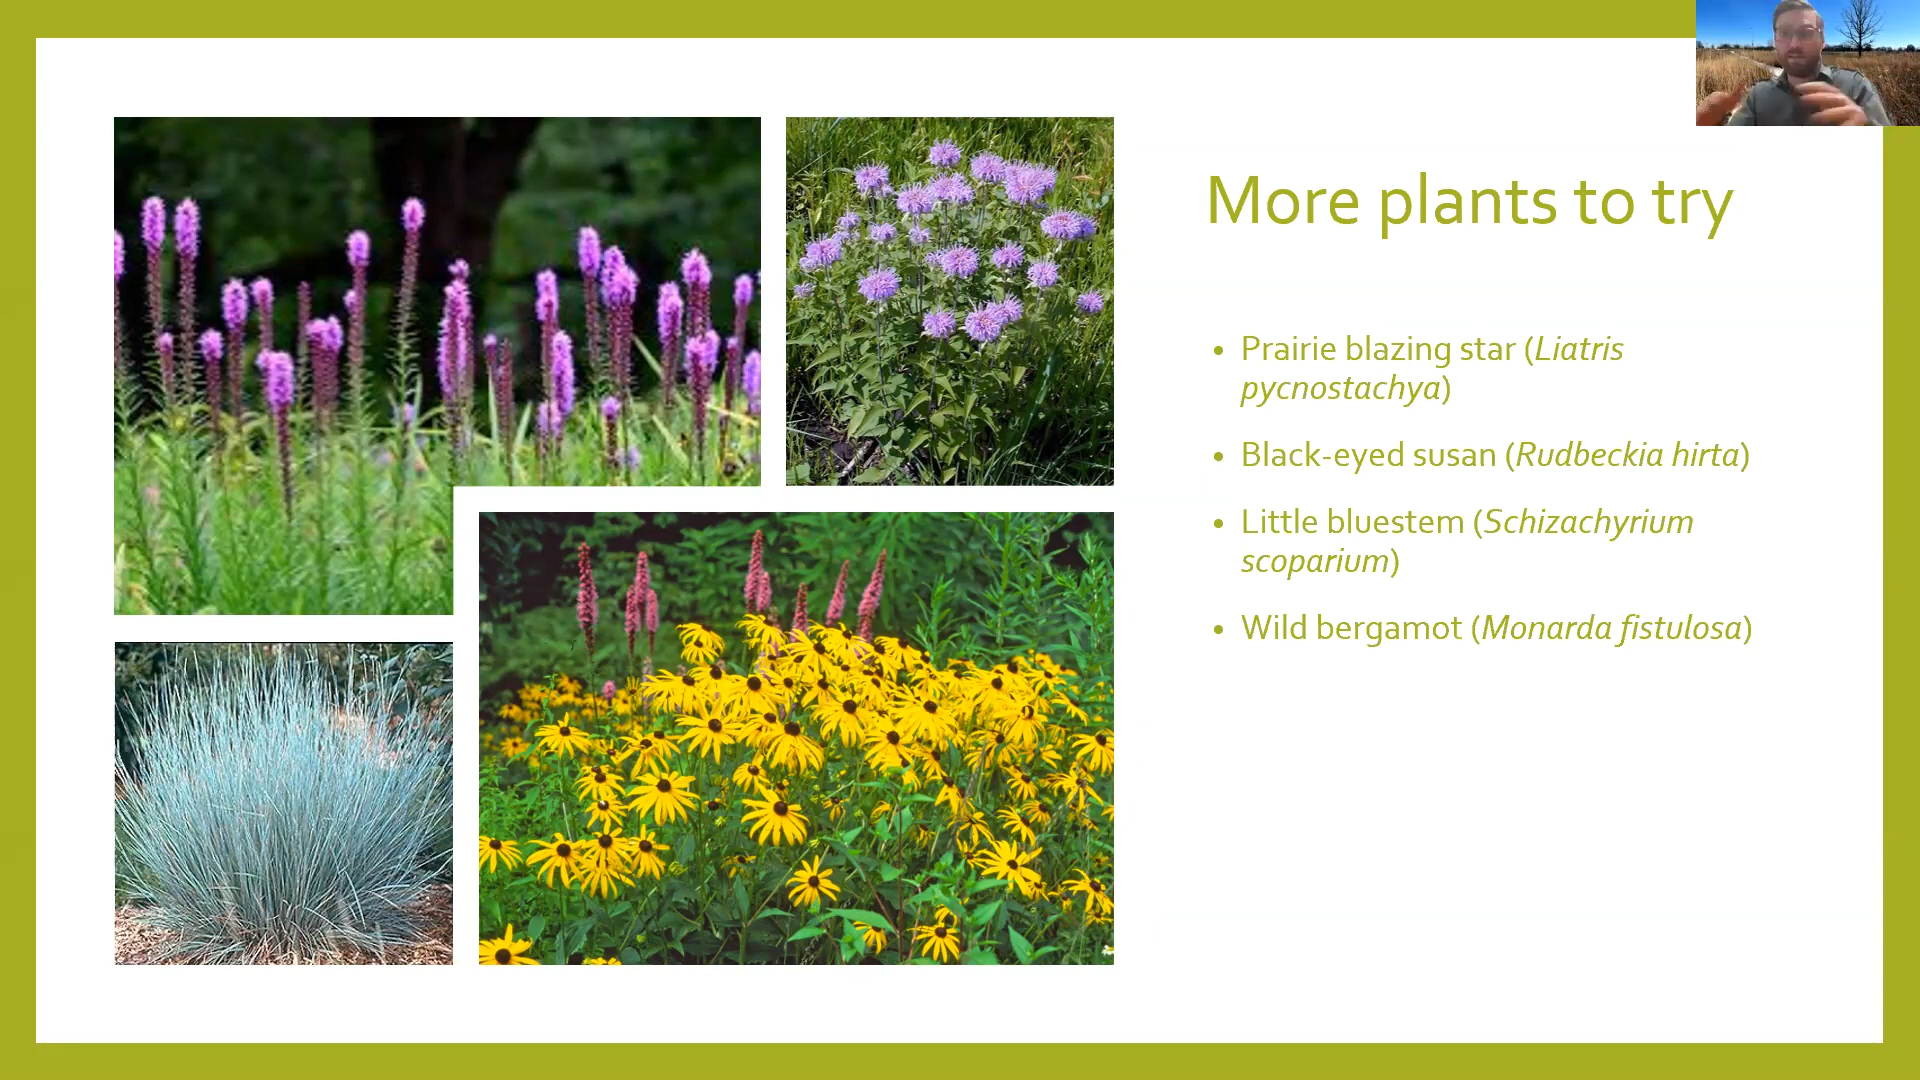 More plants to try
• Prairie blazing star (Liatris
pycnostachya)
• Black-eyed susan (Rudbeckia hirta)
• Little bluestem (Schizachyrium
scoparium)
• Wild bergamot (Monarda fistulosa)